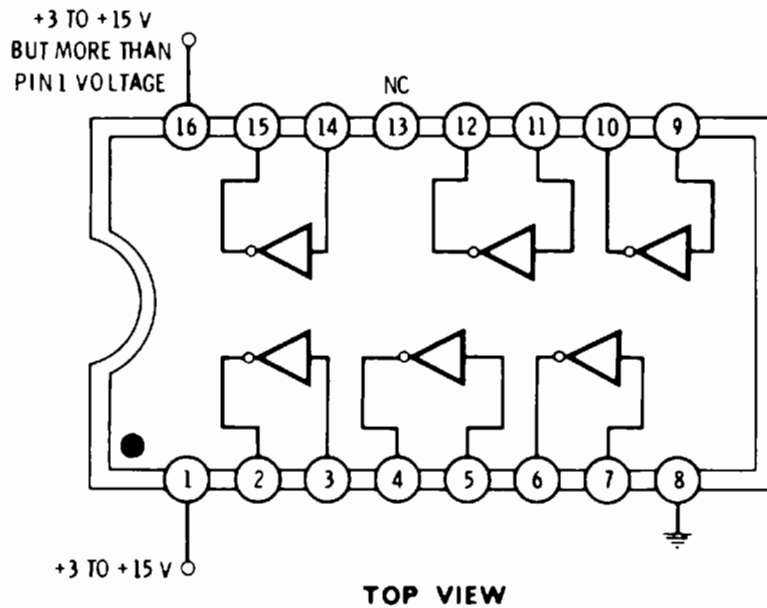 +3 TO +15 V
BUT MORE THAN
PIN 1 VOLTAGE
NC
16 15 14 13 12 11 10 9
1 2 3 4 5 6 7 8
+3 TO +15 V
TOP VIEW